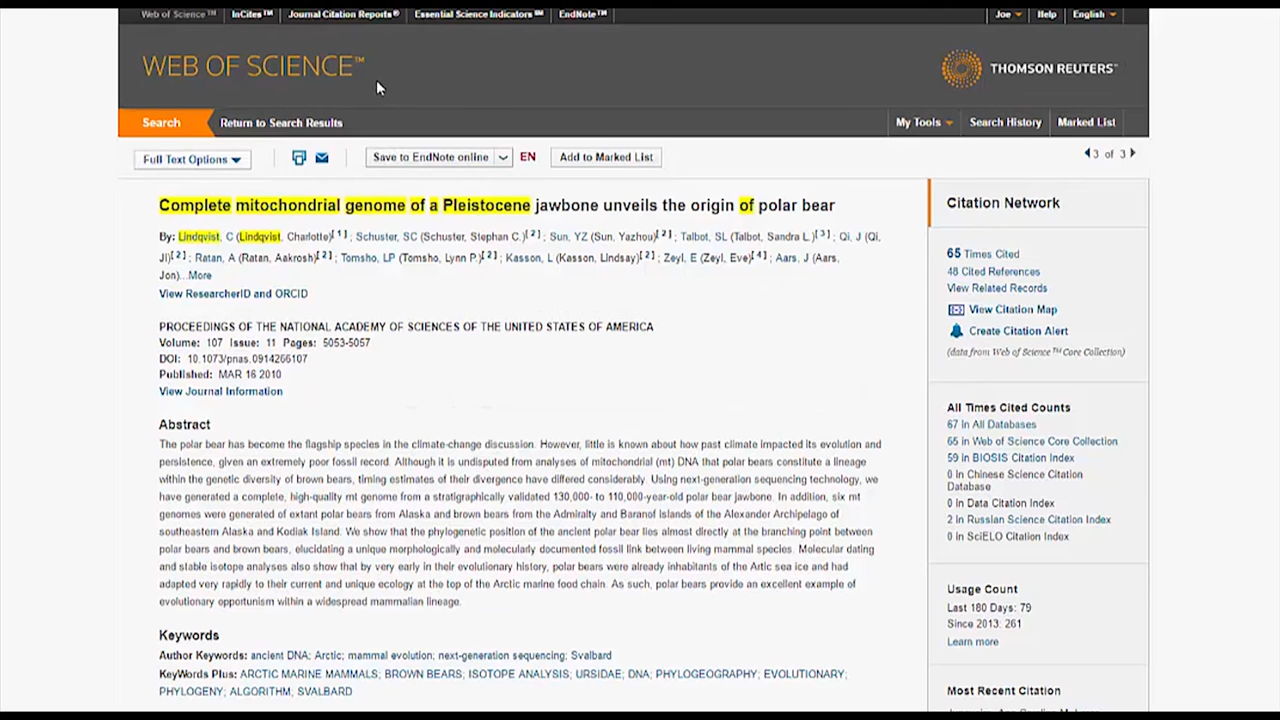 Web of Science™ InCites™ Journal Citation Reports® Essential Science Indicators℠ EndNote™ Joe Help English
WEB OF SCIENCE™
THOMSON REUTERS™
Search Return to Search Results My Tools Search History Marked List
Full Text Options Save to EndNote online EN Add to Marked List 3 of 3
Complete mitochondrial genome of a Pleistocene jawbone unveils the origin of polar bear
By: Lindqvist, C (Lindqvist, Charlotte)[1]; Schuster, SC (Schuster, Stephan C.)[2]; Sun, YZ (Sun, Yazhou)[2]; Talbot, SL (Talbot, Sandra L.)[3]; Qi, J (Qi,
Ji)[2]; Ratan, A (Ratan, Aakrosh)[2]; Tomsho, LP (Tomsho, Lynn P.)[2]; Kasson, L (Kasson, Lindsay)[2]; Zeyl, E (Zeyl, Eve)[4]; Aars, J (Aars,
Jon)...More
View ResearcherID and ORCID
PROCEEDINGS OF THE NATIONAL ACADEMY OF SCIENCES OF THE UNITED STATES OF AMERICA
Volume: 107 Issue: 11 Pages: 5053-5057
DOI: 10.1073/pnas.0914266107
Published: MAR 16 2010
View Journal Information
Abstract
The polar bear has become the flagship species in the climate-change discussion. However, little is known about how past climate impacted its evolution and
persistence, given an extremely poor fossil record. Although it is undisputed from analyses of mitochondrial (mt) DNA that polar bears constitute a lineage
within the genetic diversity of brown bears, timing estimates of their divergence have differed considerably. Using next-generation sequencing technology, we
have generated a complete, high-quality mt genome from a stratigraphically validated 130,000- to 110,000-year-old polar bear jawbone. In addition, six mt
genomes were generated of extant polar bears from Alaska and brown bears from the Admiralty and Baranof Islands of the Alexander Archipelago of
southeastern Alaska and Kodiak Island. We show that the phylogenetic position of the ancient polar bear lies almost directly at the branching point between
polar bears and brown bears, elucidating a unique morphologically and molecularly documented fossil link between living mammal species. Molecular dating
and stable isotope analyses also show that by very early in their evolutionary history, polar bears were already inhabitants of the Artic sea ice and had
adapted very rapidly to their current and unique ecology at the top of the Arctic marine food chain. As such, polar bears provide an excellent example of
evolutionary opportunism within a widespread mammalian lineage.
Keywords
Author Keywords: ancient DNA; Arctic; mammal evolution; next-generation sequencing; Svalbard
KeyWords Plus: ARCTIC MARINE MAMMALS; BROWN BEARS; ISOTOPE ANALYSIS; URSIDAE; DNA; PHYLOGEOGRAPHY; EVOLUTIONARY;
PHYLOGENY; ALGORITHM; SVALBARD
Citation Network
65 Times Cited
48 Cited References
View Related Records
View Citation Map
Create Citation Alert
(data from Web of Science™ Core Collection)
All Times Cited Counts
67 in All Databases
65 in Web of Science Core Collection
59 in BIOSIS Citation Index
0 in Chinese Science Citation
Database
0 in Data Citation Index
2 in Russian Science Citation Index
0 in SciELO Citation Index
Usage Count
Last 180 Days: 79
Since 2013: 261
Learn more
Most Recent Citation